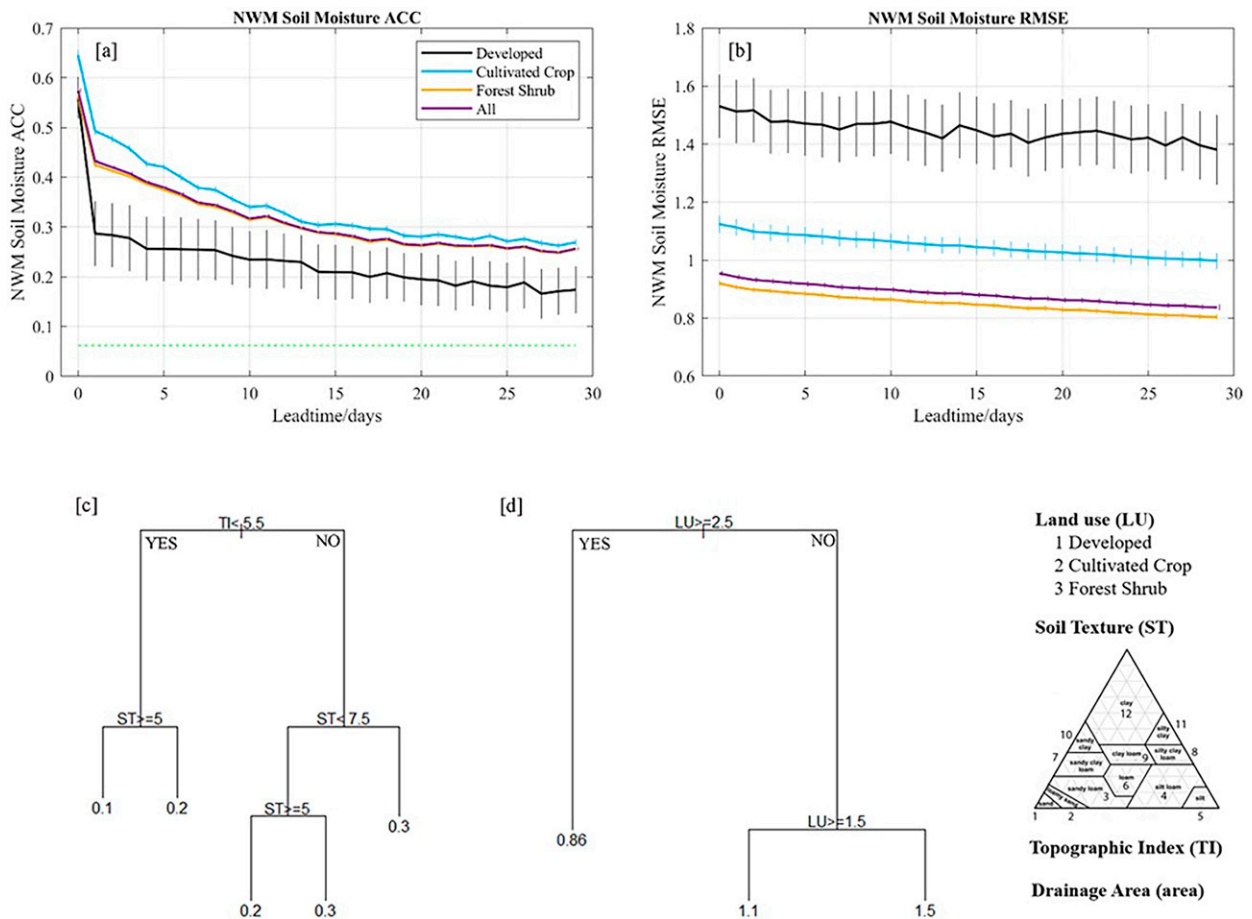 NWM Soil Moisture ACC
[a]
NWM Soil Moisture ACC
0.7
0.6
0.5
0.4
0.3
0.2
0.1
0
Developed
Cultivated Crop
Forest Shrub
All
0 5 10 15 20 25 30
Leadtime/days
NWM Soil Moisture RMSE
[b]
NWM Soil Moisture RMSE
1.8
1.6
1.4
1.2
1
0.8
0.6
0 5 10 15 20 25 30
Leadtime/days
[c]
TI<5.5
YES NO
ST>=5 ST<7.5
0.1 0.2
ST>=5 0.3
0.2 0.3
[d]
LU>=2.5
YES NO
0.86 LU>=1.5
1.1 1.5
Land use (LU)
1 Developed
2 Cultivated Crop
3 Forest Shrub
Soil Texture (ST)
clay
12
11
silty
clay
10
sandy
clay
7
clay loam
9
silty clay
loam
8
sandy clay
loam
loam
6
sandy loam
3
silt loam
4
silt
loamy sand
sand
1 2 5
Topographic Index (TI)
Drainage Area (area)